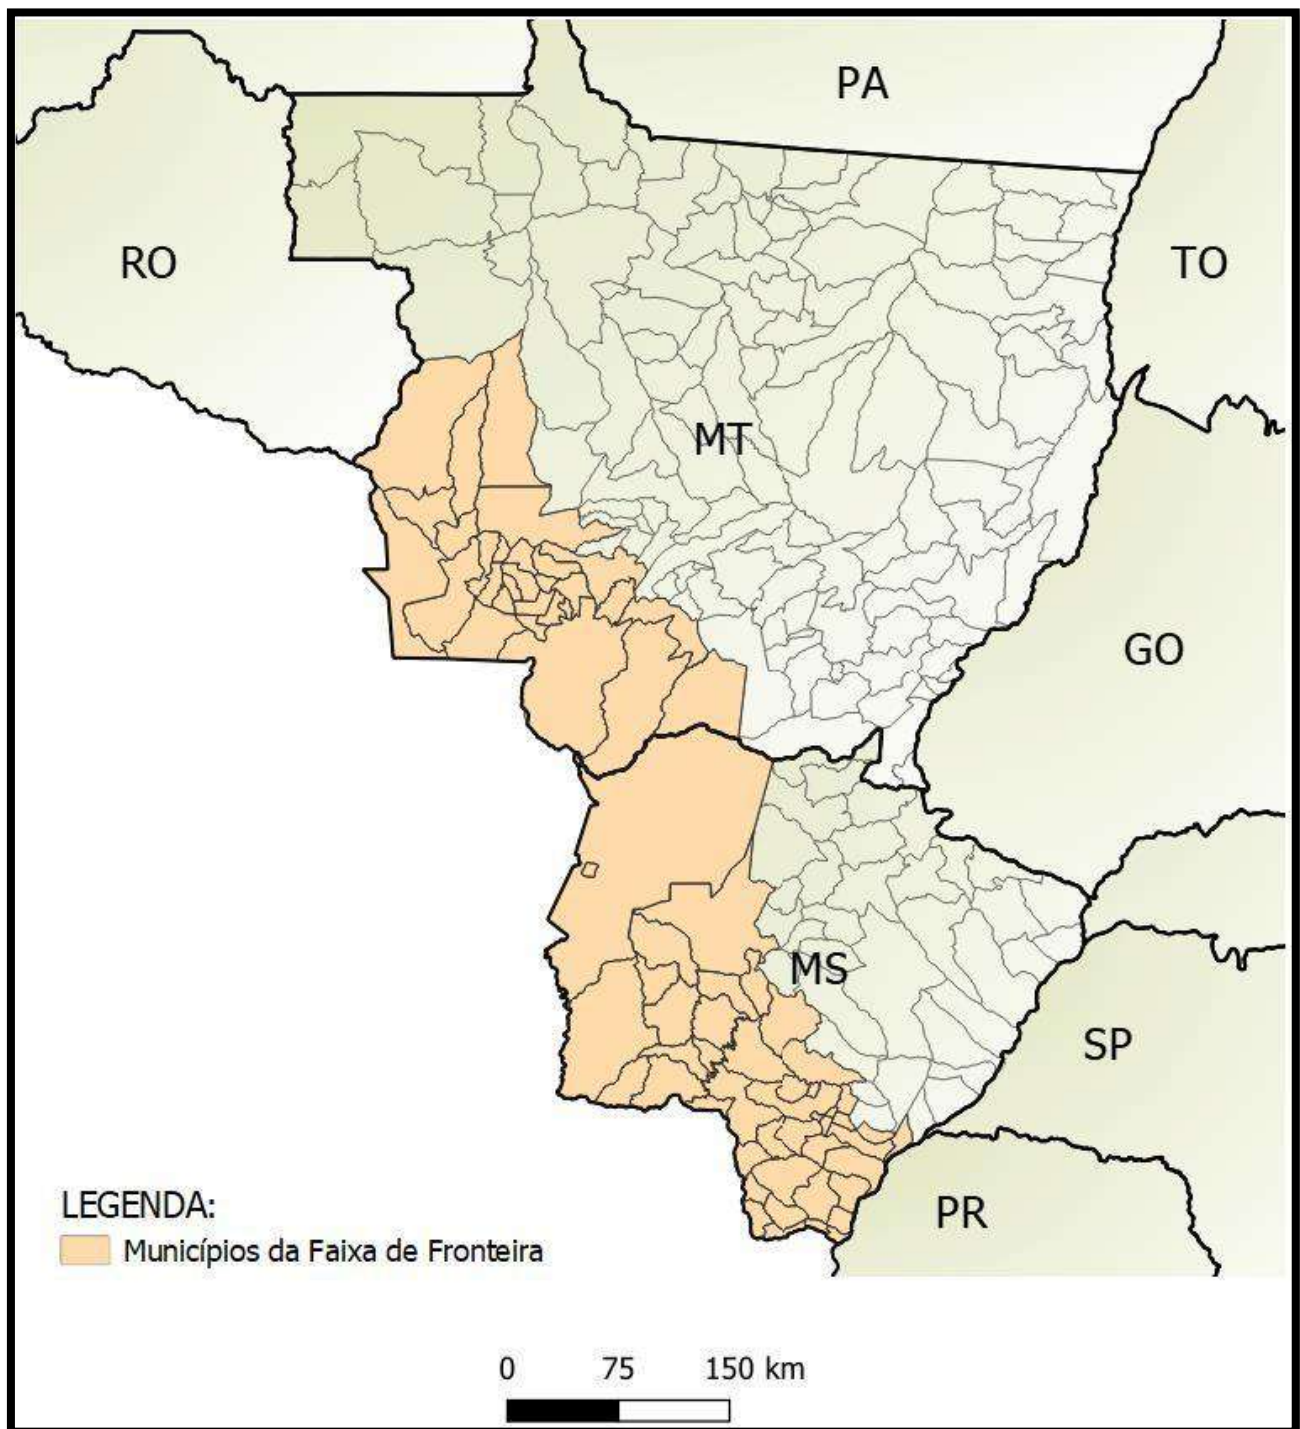 PA
RO
TO
MT
GO
MS
SP
PR
LEGENDA:
Municípios da Faixa de Fronteira
0 75 150 km